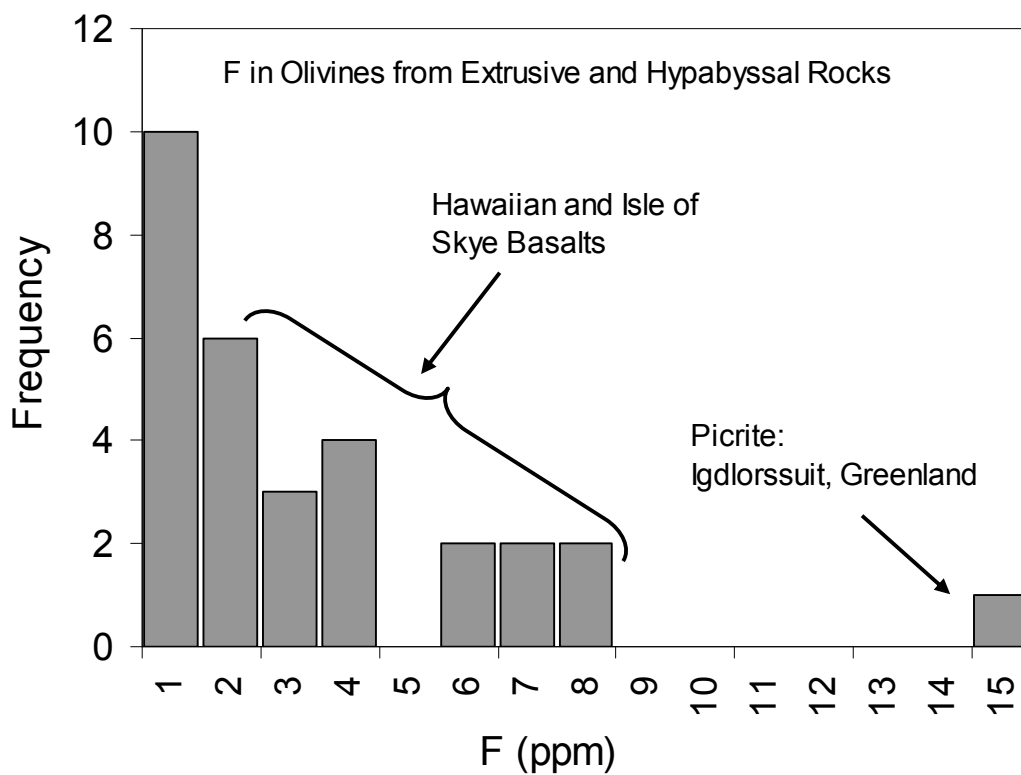 F in Olivines from Extrusive and Hypabyssal Rocks
12
10
8
6
4
2
0
Frequency
Hawaiian and Isle of
Skye Basalts
Picrite:
Igdlorssuit, Greenland
1 2 3 4 5 6 7 8 9 10 11 12 13 14 15
F (ppm)